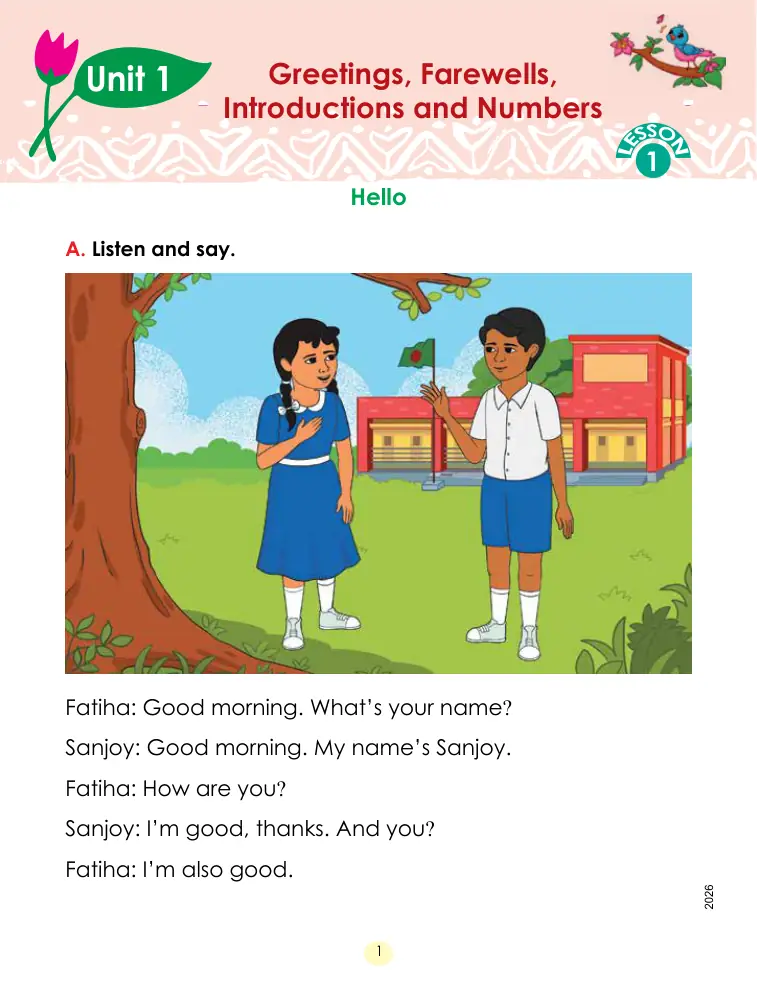 Unit 1
Greetings, Farewells,
Introductions and Numbers
LESSON
1
Hello
A. Listen and say.
Fatiha: Good morning. What’s your name?
Sanjoy: Good morning. My name’s Sanjoy.
Fatiha: How are you?
Sanjoy: I’m good, thanks. And you?
Fatiha: I’m also good.
2026
1